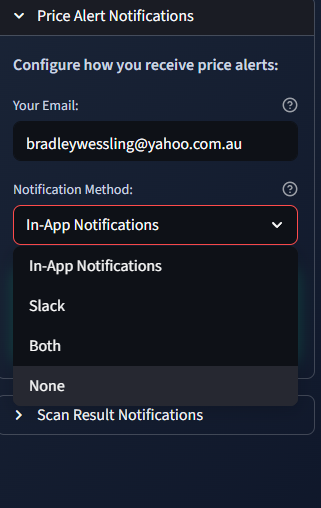 Price Alert Notifications
Configure how you receive price alerts:
Your Email:
bradleywessling@yahoo.com.au
Notification Method:
In-App Notifications
In-App Notifications
Slack
Both
None
Scan Result Notifications